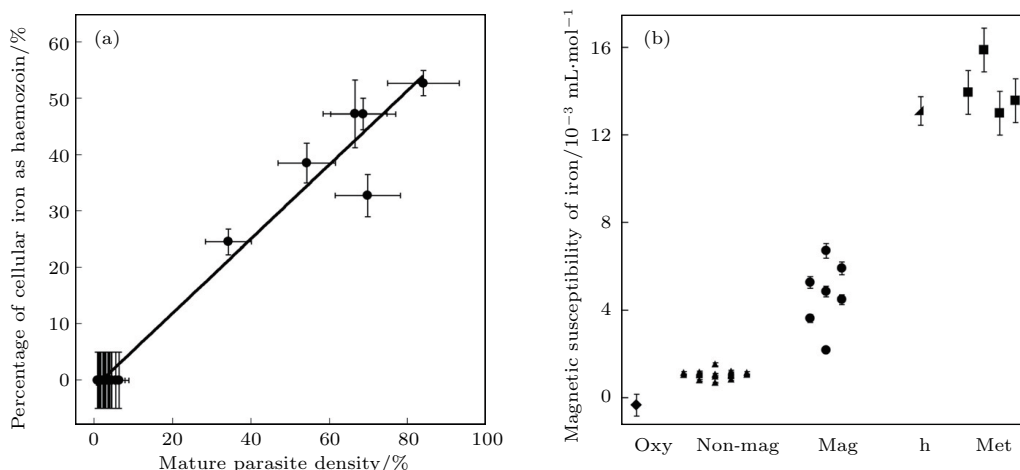 (a)
Percentage of cellular iron as haemozoin/%
60
50
40
30
20
10
0
0 20 40 60 80 100
Mature parasite density/%
(b)
Magnetic susceptibility of iron/10⁻³ mL·mol⁻¹
16
12
8
4
0
Oxy Non-mag Mag h Met